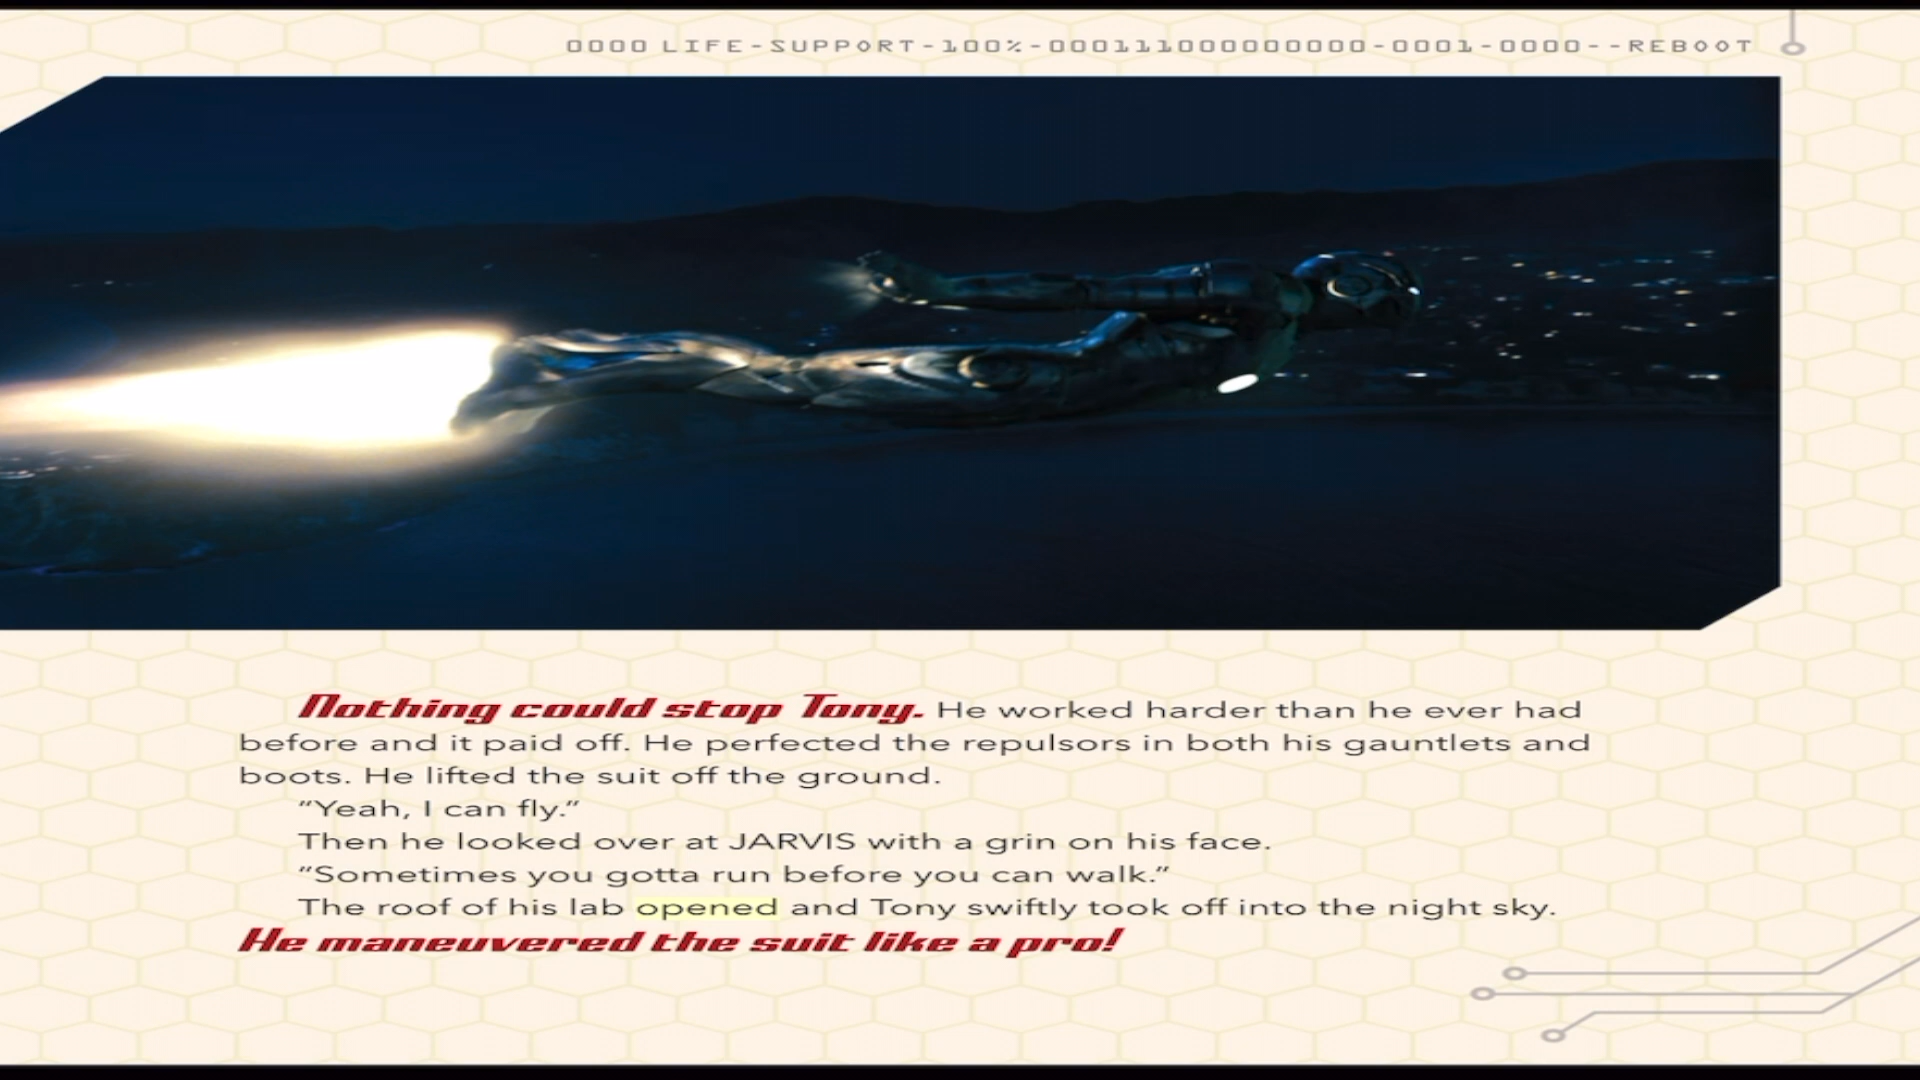 0000 LIFE-SUPPORT-100%-000111000000000-0001-0000--REBOOT
Nothing could stop Tony. He worked harder than he ever had
before and it paid off. He perfected the repulsors in both his gauntlets and
boots. He lifted the suit off the ground.
“Yeah, I can fly.”
Then he looked over at JARVIS with a grin on his face.
“Sometimes you gotta run before you can walk.”
The roof of his lab opened and Tony swiftly took off into the night sky.
He maneuvered the suit like a pro!